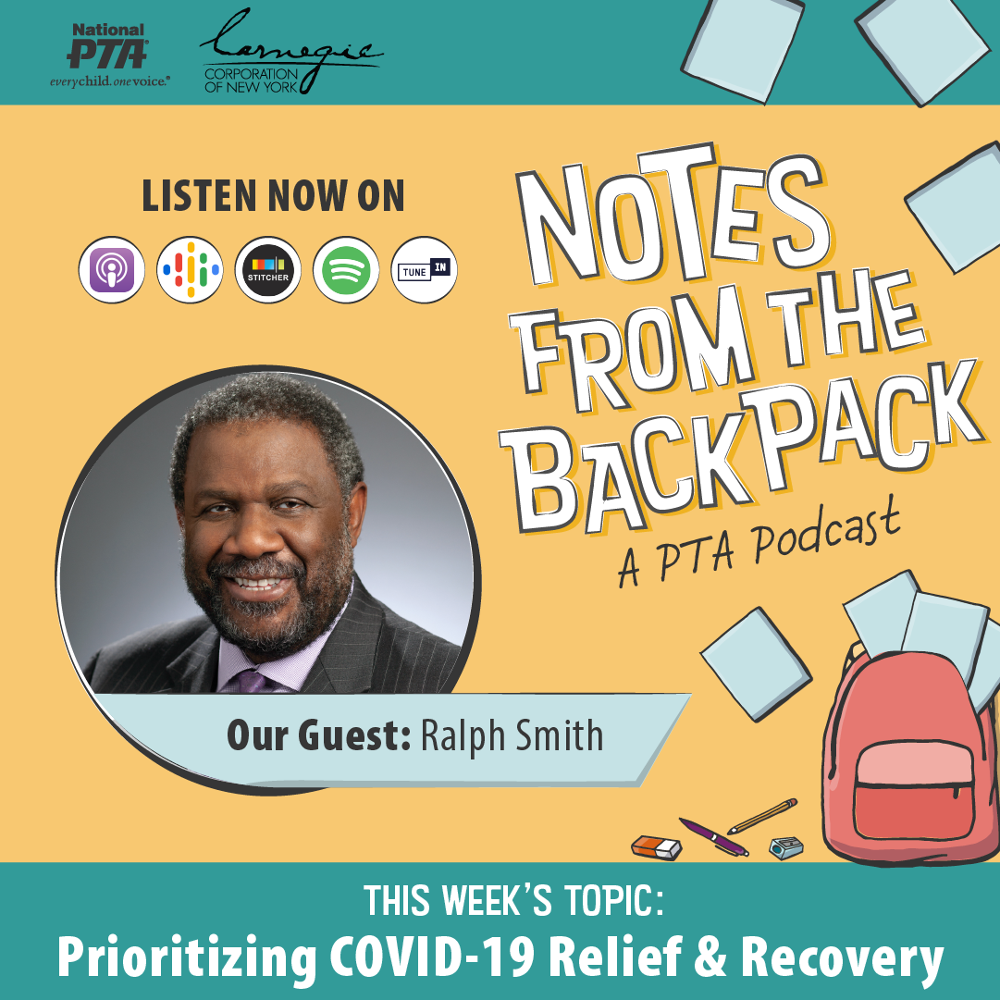 National
PTA®
everychild. onevoice.®
Carnegie
CORPORATION
OF NEW YORK
LISTEN NOW ON
STITCHER
TUNE IN
NOTES
FROM THE
BACKPACK
A PTA Podcast
Our Guest: Ralph Smith
THIS WEEK'S TOPIC:
Prioritizing COVID-19 Relief & Recovery